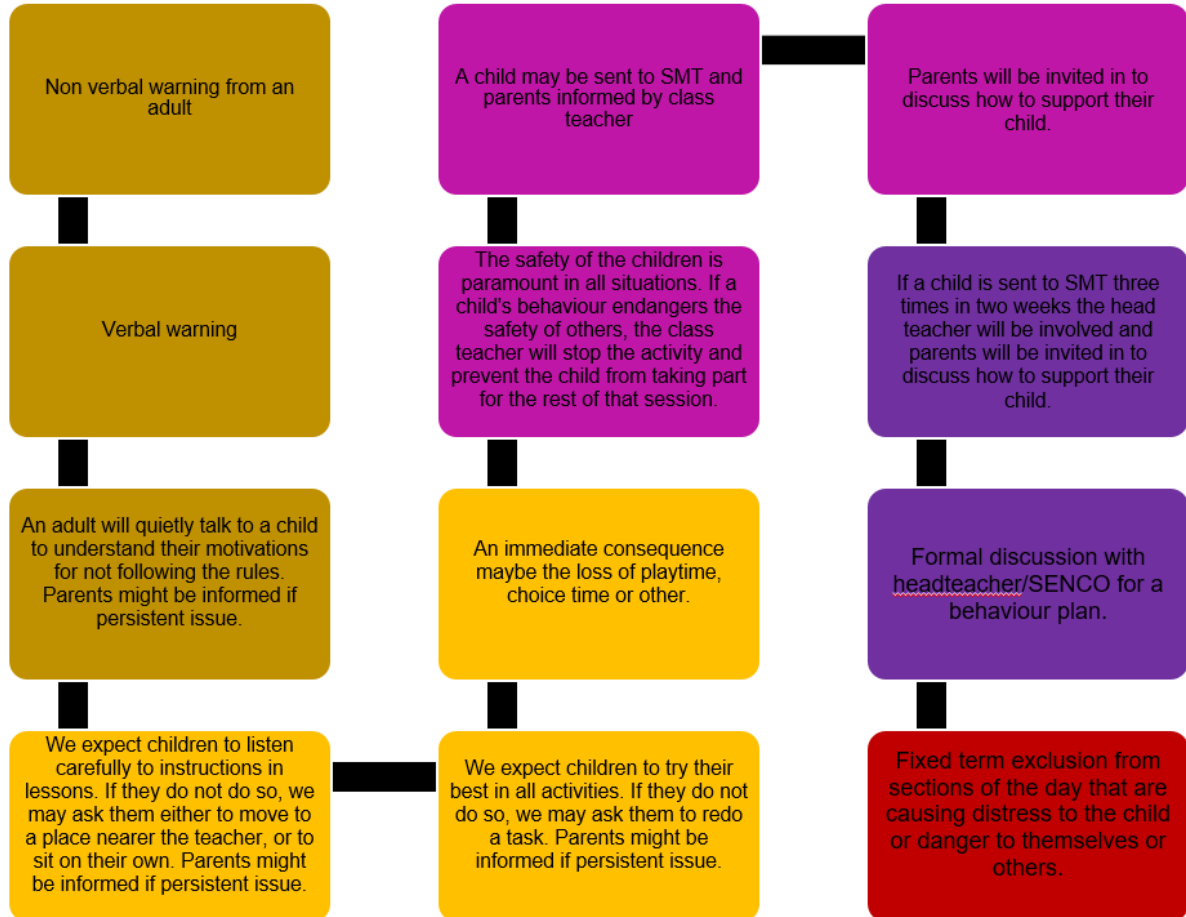 Non verbal warning from an
adult
Verbal warning
An adult will quietly talk to a child
to understand their motivations
for not following the rules.
Parents might be informed if
persistent issue.
We expect children to listen
carefully to instructions in
lessons. If they do not do so, we
may ask them either to move to
a place nearer the teacher, or to
sit on their own. Parents might
be informed if persistent issue.
We expect children to try their
best in all activities. If they do not
do so, we may ask them to redo
a task. Parents might be
informed if persistent issue.
An immediate consequence
maybe the loss of playtime,
choice time or other.
The safety of the children is
paramount in all situations. If a
child's behaviour endangers the
safety of others, the class
teacher will stop the activity and
prevent the child from taking part
for the rest of that session.
A child may be sent to SMT and
parents informed by class
teacher
Parents will be invited in to
discuss how to support their
child.
If a child is sent to SMT three
times in two weeks the head
teacher will be involved and
parents will be invited in to
discuss how to support their
child.
Formal discussion with
headteacher/SENCO for a
behaviour plan.
Fixed term exclusion from
sections of the day that are
causing distress to the child
or danger to themselves or
others.